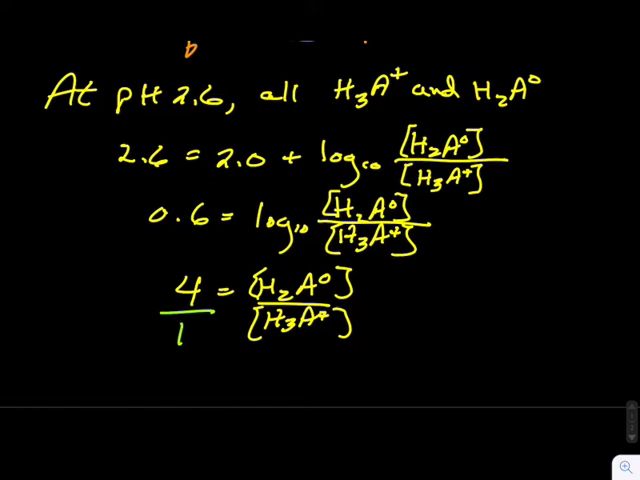 At pH 2.6, all H₃A⁺ and H₂A⁰
2.6 = 2.0 + log₁₀ [H₂A⁰] / [H₃A⁺]
0.6 = log₁₀ [H₂A⁰] / [H₃A⁺]
4 / 1 = [H₂A⁰] / [H₃A⁺]